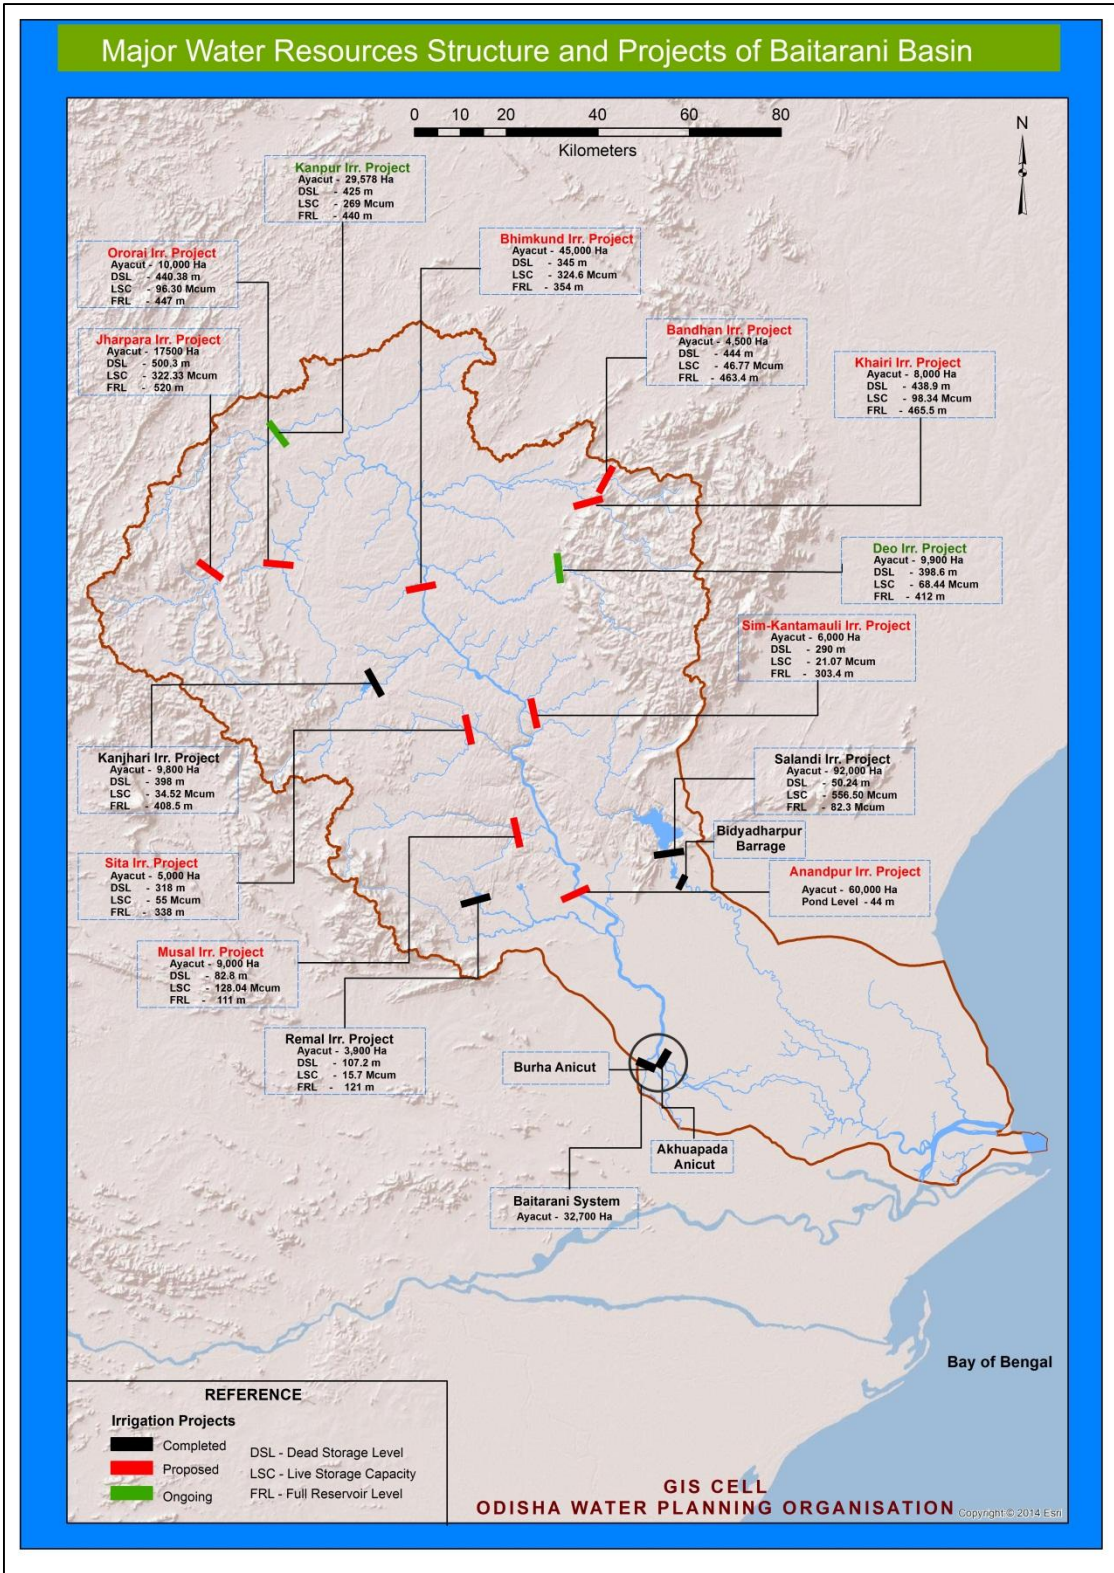 Major Water Resources Structure and Projects of Baitarani Basin
0 10 20 40 60 80
Kilometers
N
Kanpur Irr. Project
Ayacut - 29,578 Ha
DSL - 425 m
LSC - 269 Mcum
FRL - 440 m
Ororai Irr. Project
Ayacut - 10,000 Ha
DSL - 440.38 m
LSC - 96.30 Mcum
FRL - 447 m
Bhimkund Irr. Project
Ayacut - 45,000 Ha
DSL - 345 m
LSC - 324.6 Mcum
FRL - 354 m
Jharpara Irr. Project
Ayacut - 17500 Ha
DSL - 500.3 m
LSC - 322.33 Mcum
FRL - 520 m
Bandhan Irr. Project
Ayacut - 4,500 Ha
DSL - 444 m
LSC - 46.77 Mcum
FRL - 463.4 m
Khairi Irr. Project
Ayacut - 8,000 Ha
DSL - 438.9 m
LSC - 98.34 Mcum
FRL - 465.5 m
Deo Irr. Project
Ayacut - 9,900 Ha
DSL - 398.6 m
LSC - 68.44 Mcum
FRL - 412 m
Sim-Kantamauli Irr. Project
Ayacut - 6,000 Ha
DSL - 290 m
LSC - 21.07 Mcum
FRL - 303.4 m
Kanjhari Irr. Project
Ayacut - 9,800 Ha
DSL - 398 m
LSC - 34.52 Mcum
FRL - 408.5 m
Salandi Irr. Project
Ayacut - 92,000 Ha
DSL - 50.24 m
LSC - 556.50 Mcum
FRL - 82.3 Mcum
Bidyadharpur
Barrage
Sita Irr. Project
Ayacut - 5,000 Ha
DSL - 318 m
LSC - 55 Mcum
FRL - 338 m
Anandpur Irr. Project
Ayacut - 60,000 Ha
Pond Level - 44 m
Musal Irr. Project
Ayacut - 9,000 Ha
DSL - 82.8 m
LSC - 128.04 Mcum
FRL - 111 m
Remal Irr. Project
Ayacut - 3,900 Ha
DSL - 107.2 m
LSC - 15.7 Mcum
FRL - 121 m
Burha Anicut
Akhuapada
Anicut
Baitarani System
Ayacut - 32,700 Ha
Bay of Bengal
REFERENCE
Irrigation Projects
Completed
Proposed
Ongoing
DSL - Dead Storage Level
LSC - Live Storage Capacity
FRL - Full Reservoir Level
GIS CELL
ODISHA WATER PLANNING ORGANISATION
Copyright:© 2014 Esri